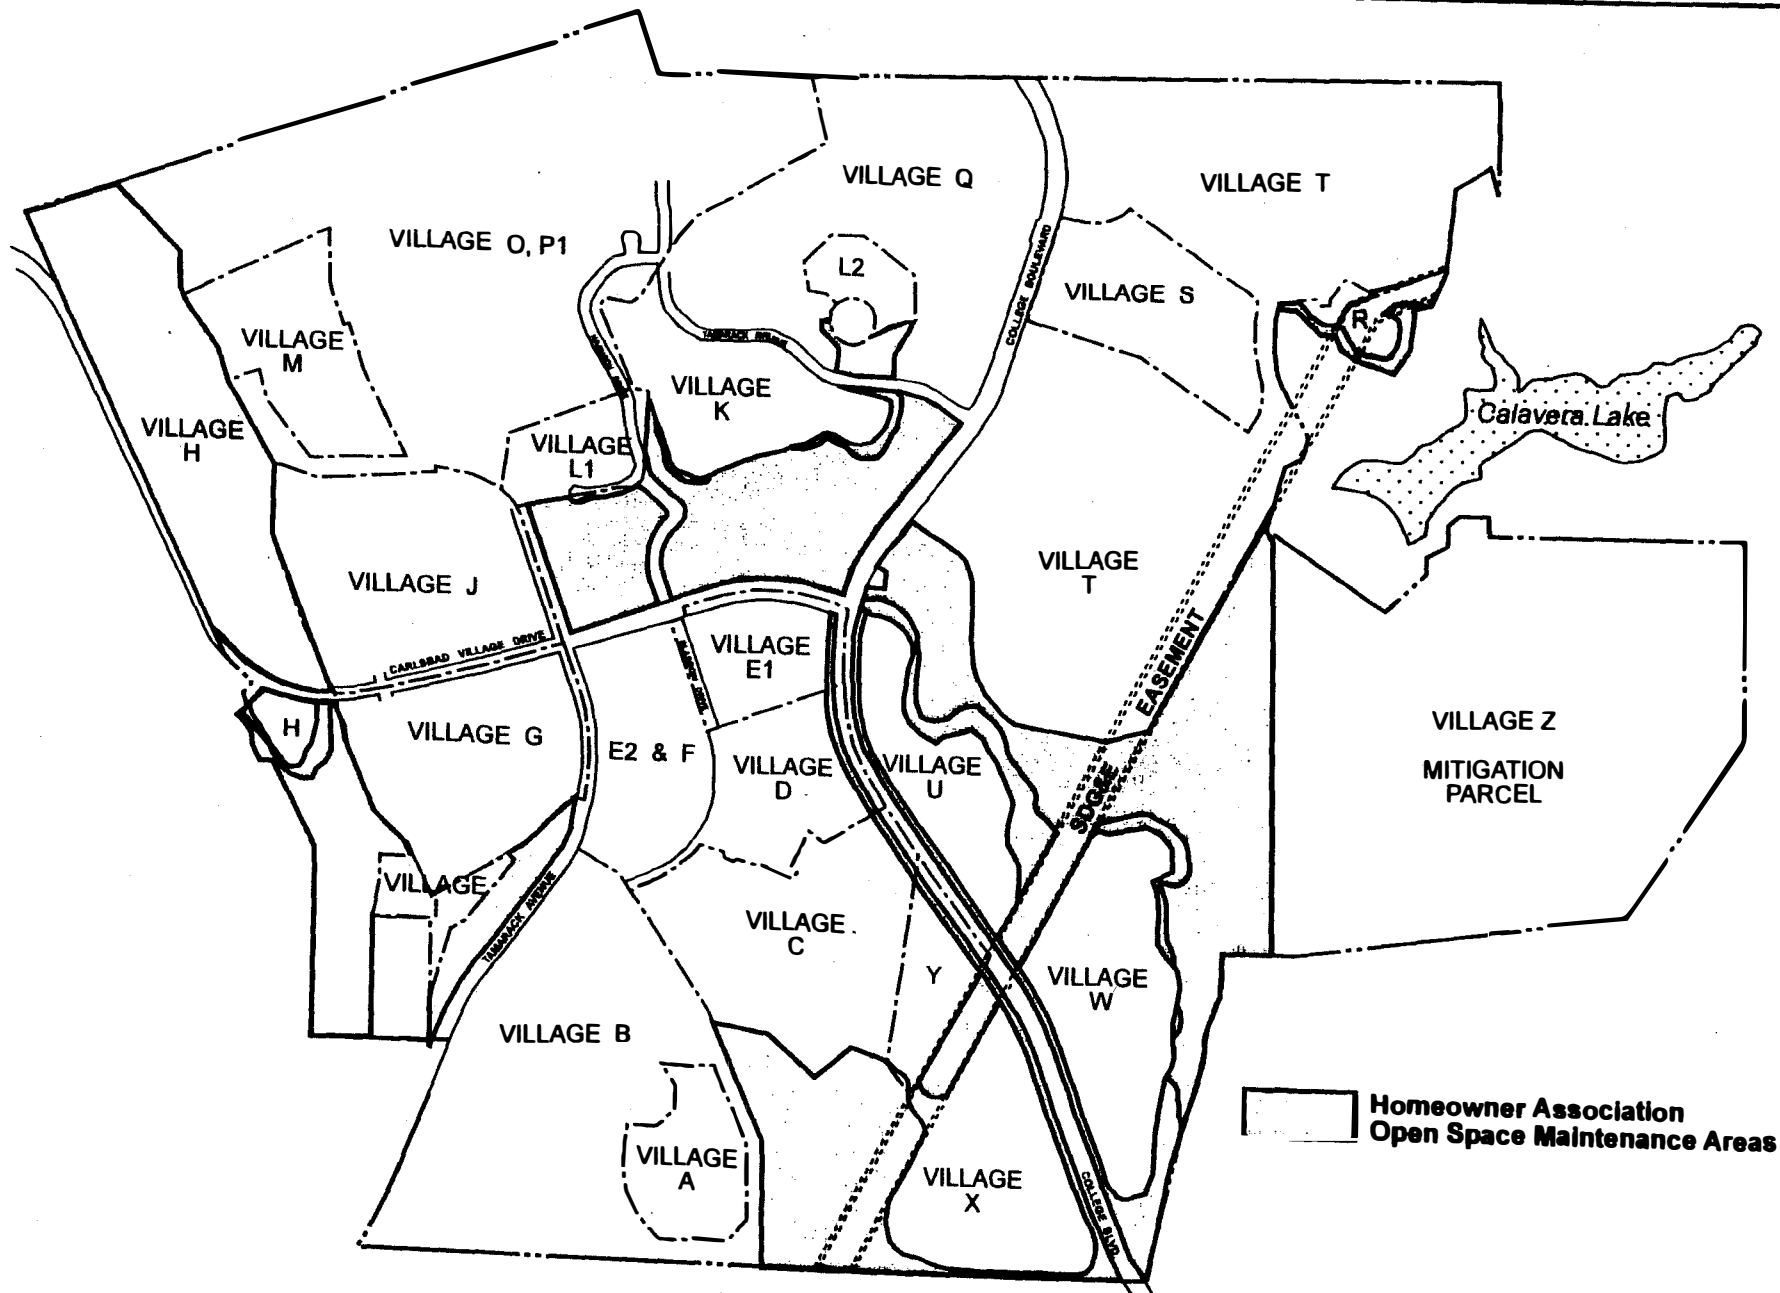 VILLAGE Q
VILLAGE T
VILLAGE O, P1
L2
COLLEGE BOULEVARD
VILLAGE S
R
VILLAGE
M
TAMARACK AVENUE
VILLAGE
K
VILLAGE
H
VILLAGE
L1
Calavera Lake
VILLAGE J
VILLAGE
T
CARLSBAD VILLAGE DRIVE
VILLAGE
E1
EASEMENT
SDG&E
H
VILLAGE G
E2 & F
VILLAGE
D
VILLAGE
U
VILLAGE Z
MITIGATION
PARCEL
VILLAGE
TAMARACK AVENUE
VILLAGE
C
Y
VILLAGE
W
VILLAGE B
VILLAGE
A
VILLAGE
X
COLLEGE BLVD
Homeowner Association
Open Space Maintenance Areas